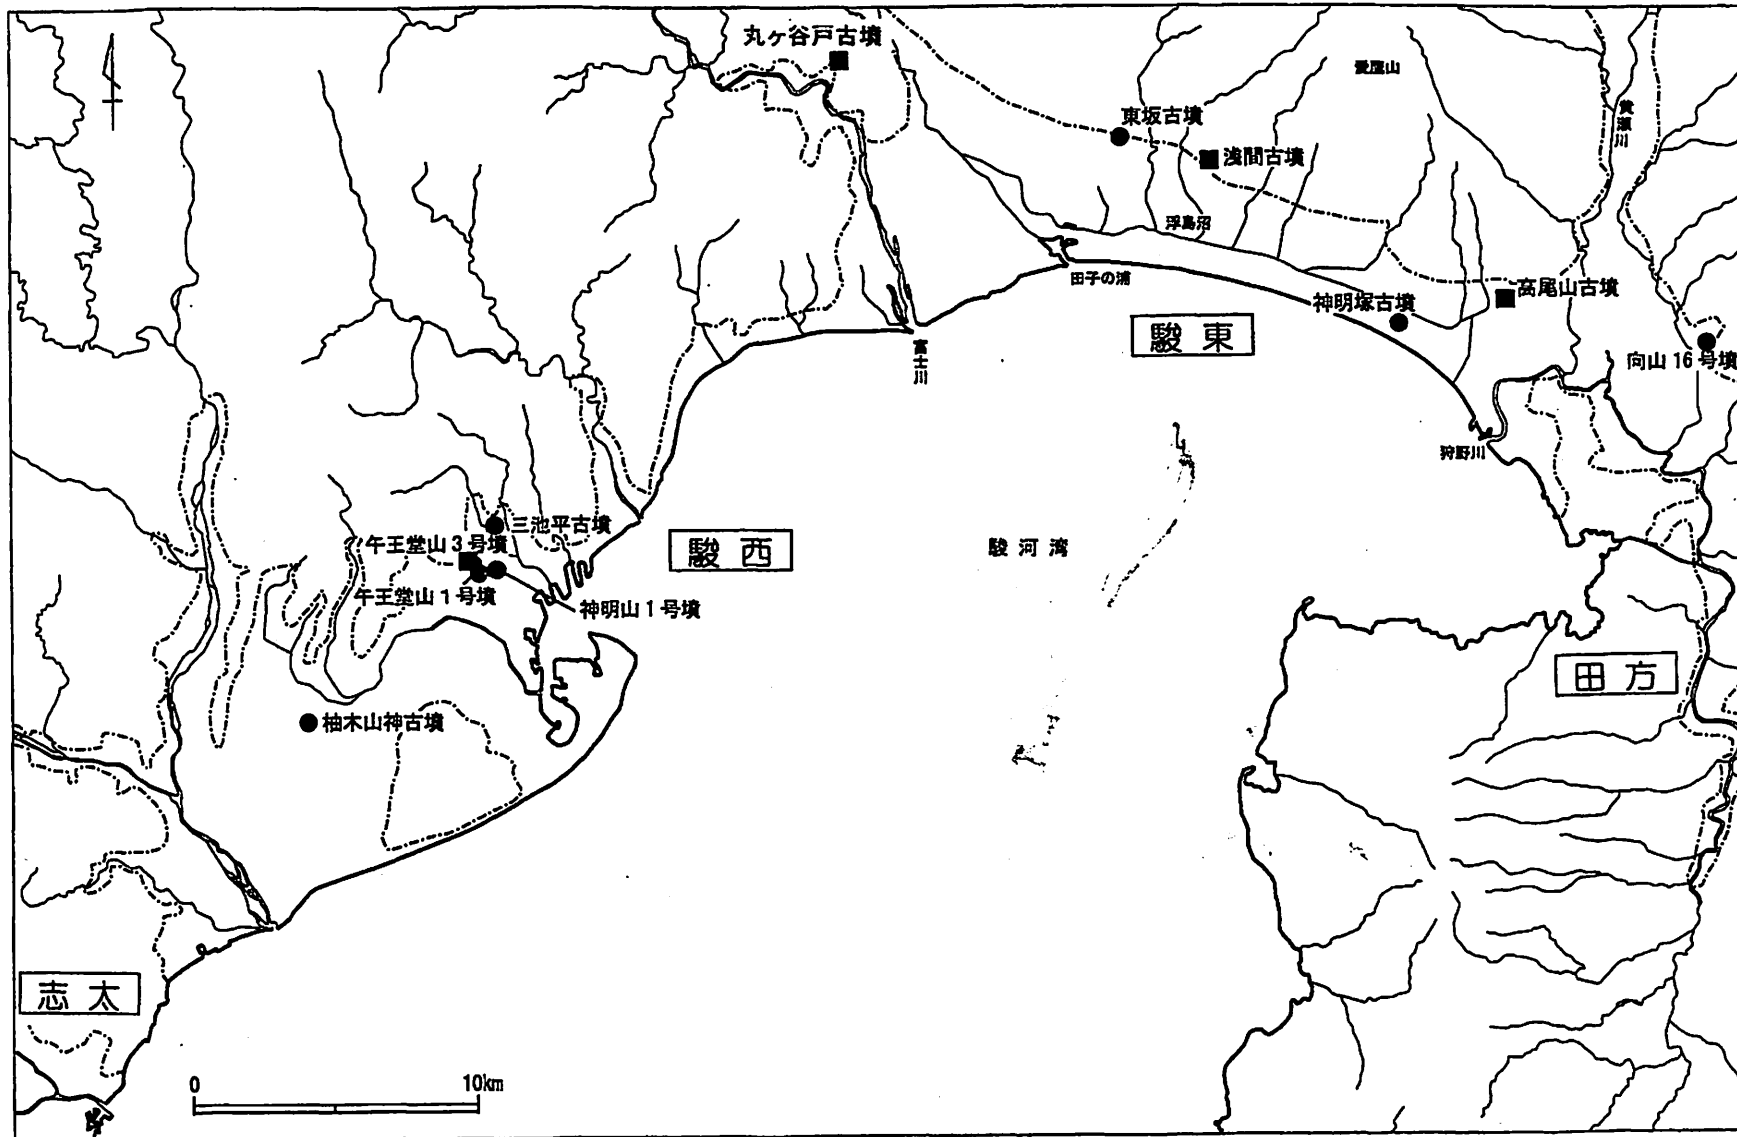 丸ヶ谷戸古墳
愛鷹山
黄瀬川
東坂古墳
浅間古墳
浮島沼
田子の浦
高尾山古墳
神明塚古墳
駿東
富士川
向山16号墳
狩野川
三池平古墳
午王堂山3号墳
駿西
駿河湾
午王堂山1号墳
神明山1号墳
田方
柚木山神古墳
志太
0
10km